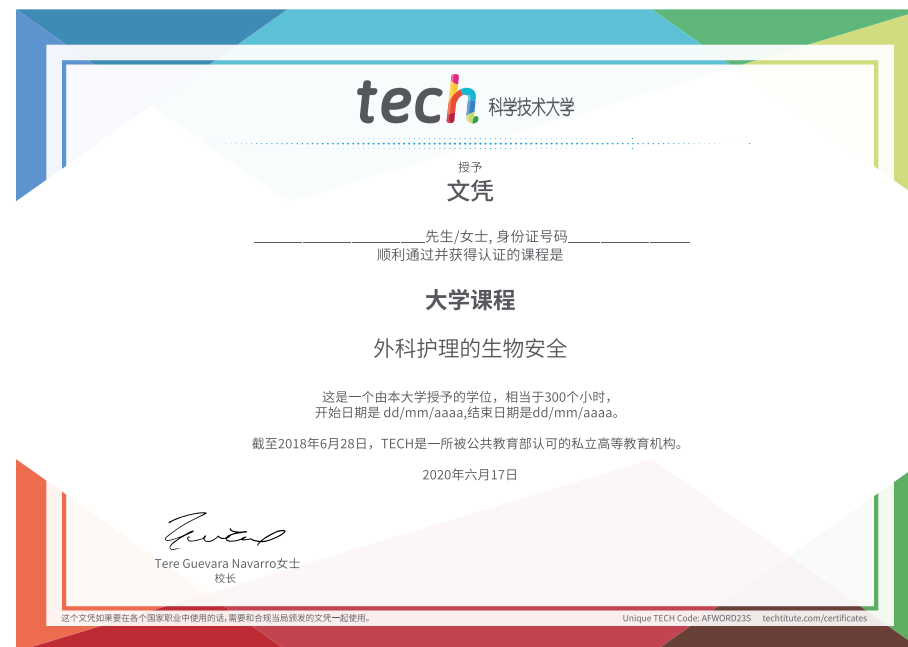 tech 科学技术大学
授予
文凭
先生/女士, 身份证号码
顺利通过并获得认证的课程是
大学课程
外科护理的生物安全
这是一个由本大学授予的学位，相当于300个小时，
开始日期是 dd/mm/aaaa,结束日期是dd/mm/aaaa。
截至2018年6月28日，TECH是一所被公共教育部认可的私立高等教育机构。
2020年六月17日
Tere Guevara Navarro女士
校长
这个文凭如果要在各个国家职业中使用的话,需要和合规当局颁发的文凭一起使用。
Unique TECH Code: AFWORD23S techtitute.com/certificates